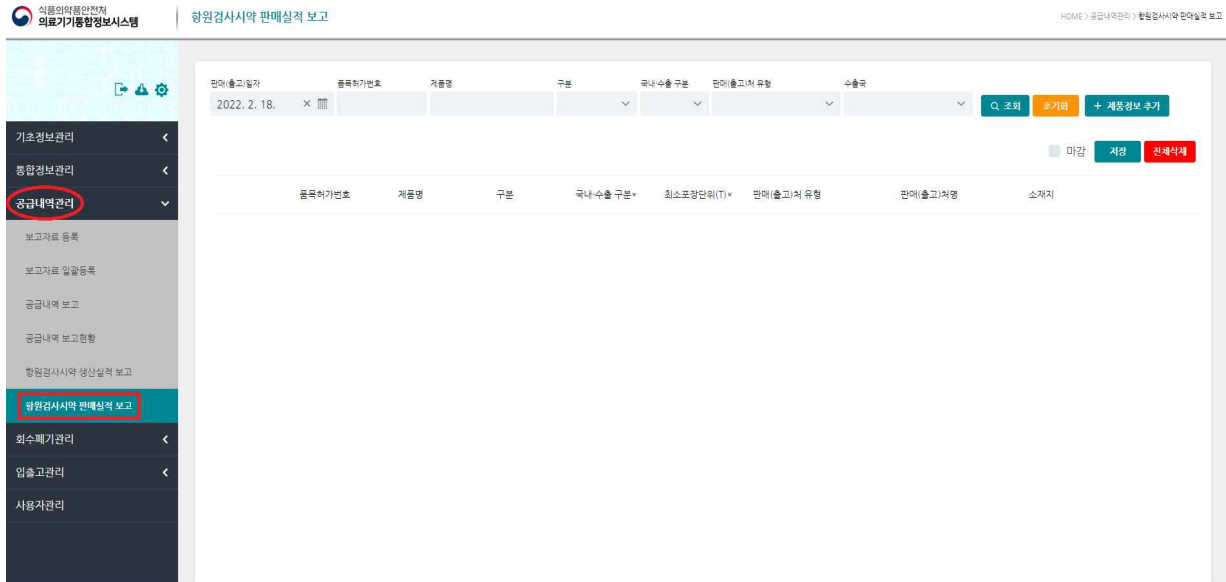 식품의약품안전처
의료기기통합정보시스템
항원검사시약 판매실적 보고
HOME > 공급내역관리 > 항원검사시약 판매실적 보고
판매(출고)일자 품목허가번호 제품명 구분 국내·수출 구분 판매(출고)처 유형 수출국
2022. 2. 18.
조회 초기화 + 제품정보 추가
기초정보관리
마감 저장 전체삭제
통합정보관리
품목허가번호 제품명 구분 국내·수출 구분* 최소포장단위(T)* 판매(출고)처 유형 판매(출고)처명 소재지
공급내역관리
보고자료 등록
보고자료 일괄등록
공급내역 보고
공급내역 보고현황
항원검사시약 생산실적 보고
항원검사시약 판매실적 보고
회수폐기관리
입출고관리
사용자관리